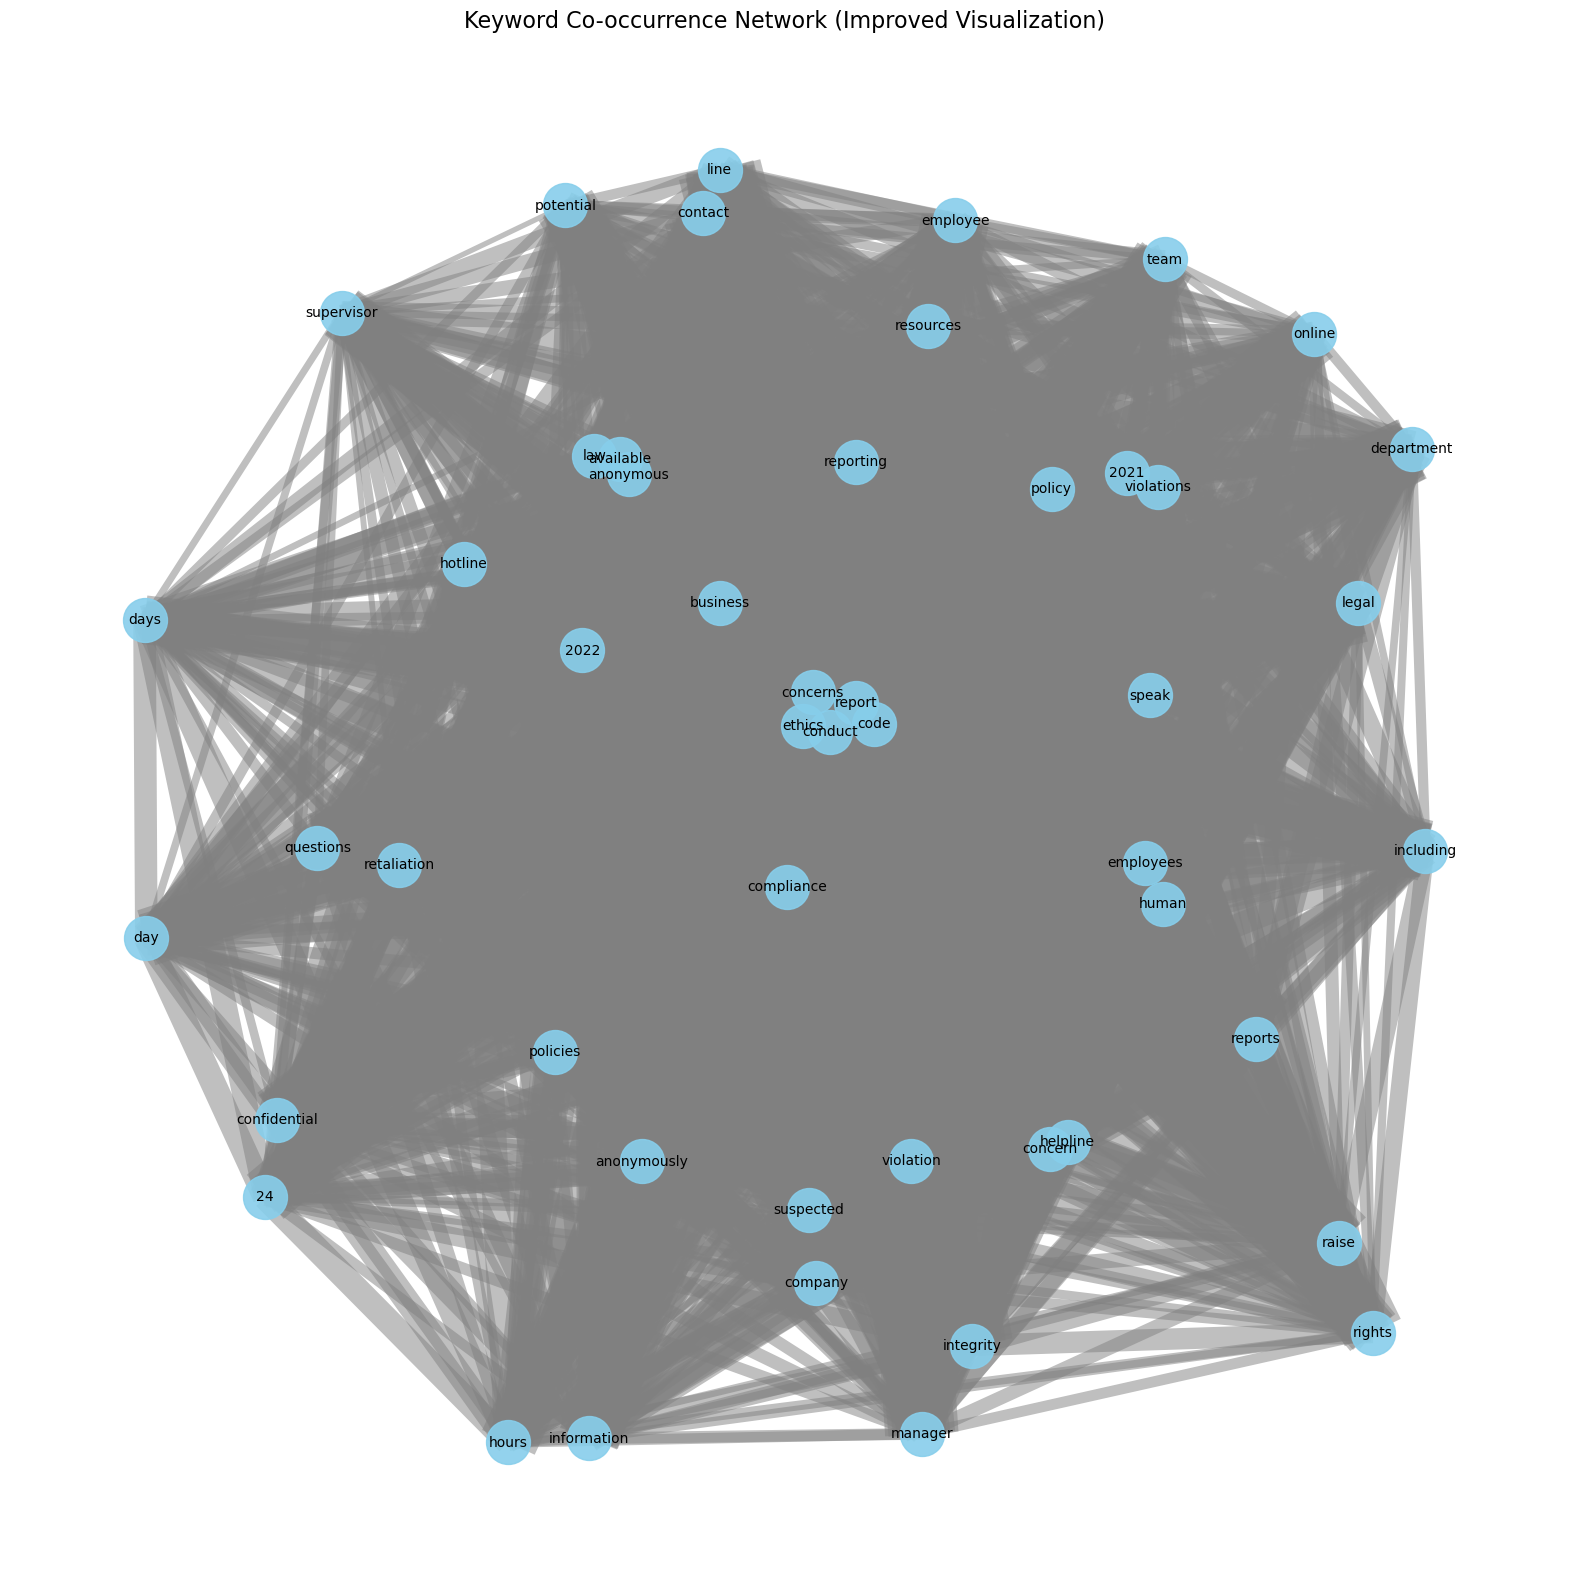 Keyword Co-occurrence Network (Improved Visualization)
line
potential
contact
employee
team
supervisor
resources
online
department
law
available
anonymous
reporting
2021
violations
policy
hotline
business
legal
days
2022
concerns
report
speak
ethics
conduct
code
questions
retaliation
including
employees
compliance
human
day
reports
policies
confidential
helpline
concern
anonymously
violation
24
suspected
raise
company
rights
integrity
manager
information
hours